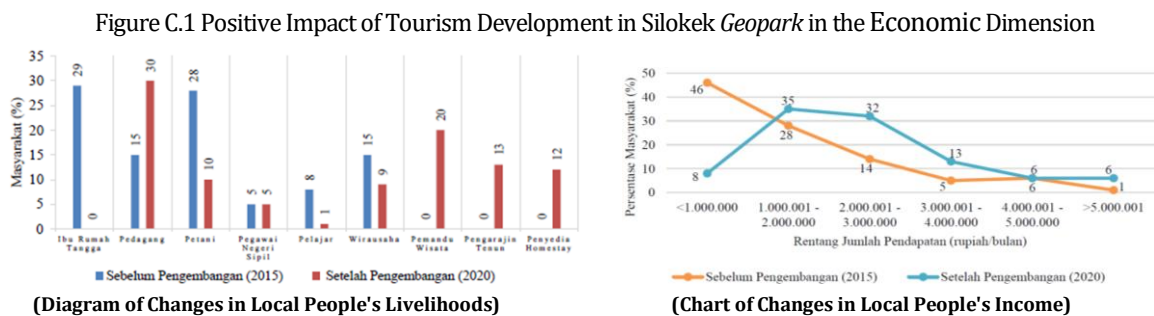 Figure C.1 Positive Impact of Tourism Development in Silokek Geopark in the Economic Dimension
Masyarakat (%)
35
30
25
20
15
10
5
0
29
0
15
30
28
10
5
5
8
1
15
9
0
20
0
13
0
12
Ibu Rumah
Tangga
Pedagang
Petani
Pegawai
Negeri
Sipil
Pelajar
Wirausaha
Pemandu
Wisata
Pengarajin
Tenun
Penyedia
Homestay
Sebelum Pengembangan (2015)
Setelah Pengembangan (2020)
(Diagram of Changes in Local People's Livelihoods)
Persentase Masyarakat (%)
50
40
30
20
10
0
46
28
14
5
6
1
8
35
32
13
6
6
<1.000.000
1.0000.001 -
2.000.000
2.000.001 -
3.000.000
3.000.001 -
4.000.000
4.000.001 -
5.000.000
>5.000.001
Rentang Jumlah Pendapatan (rupiah/bulan)
Sebelum Pengembangan (2015)
Setelah Pengembangan (2020)
(Chart of Changes in Local People's Income)